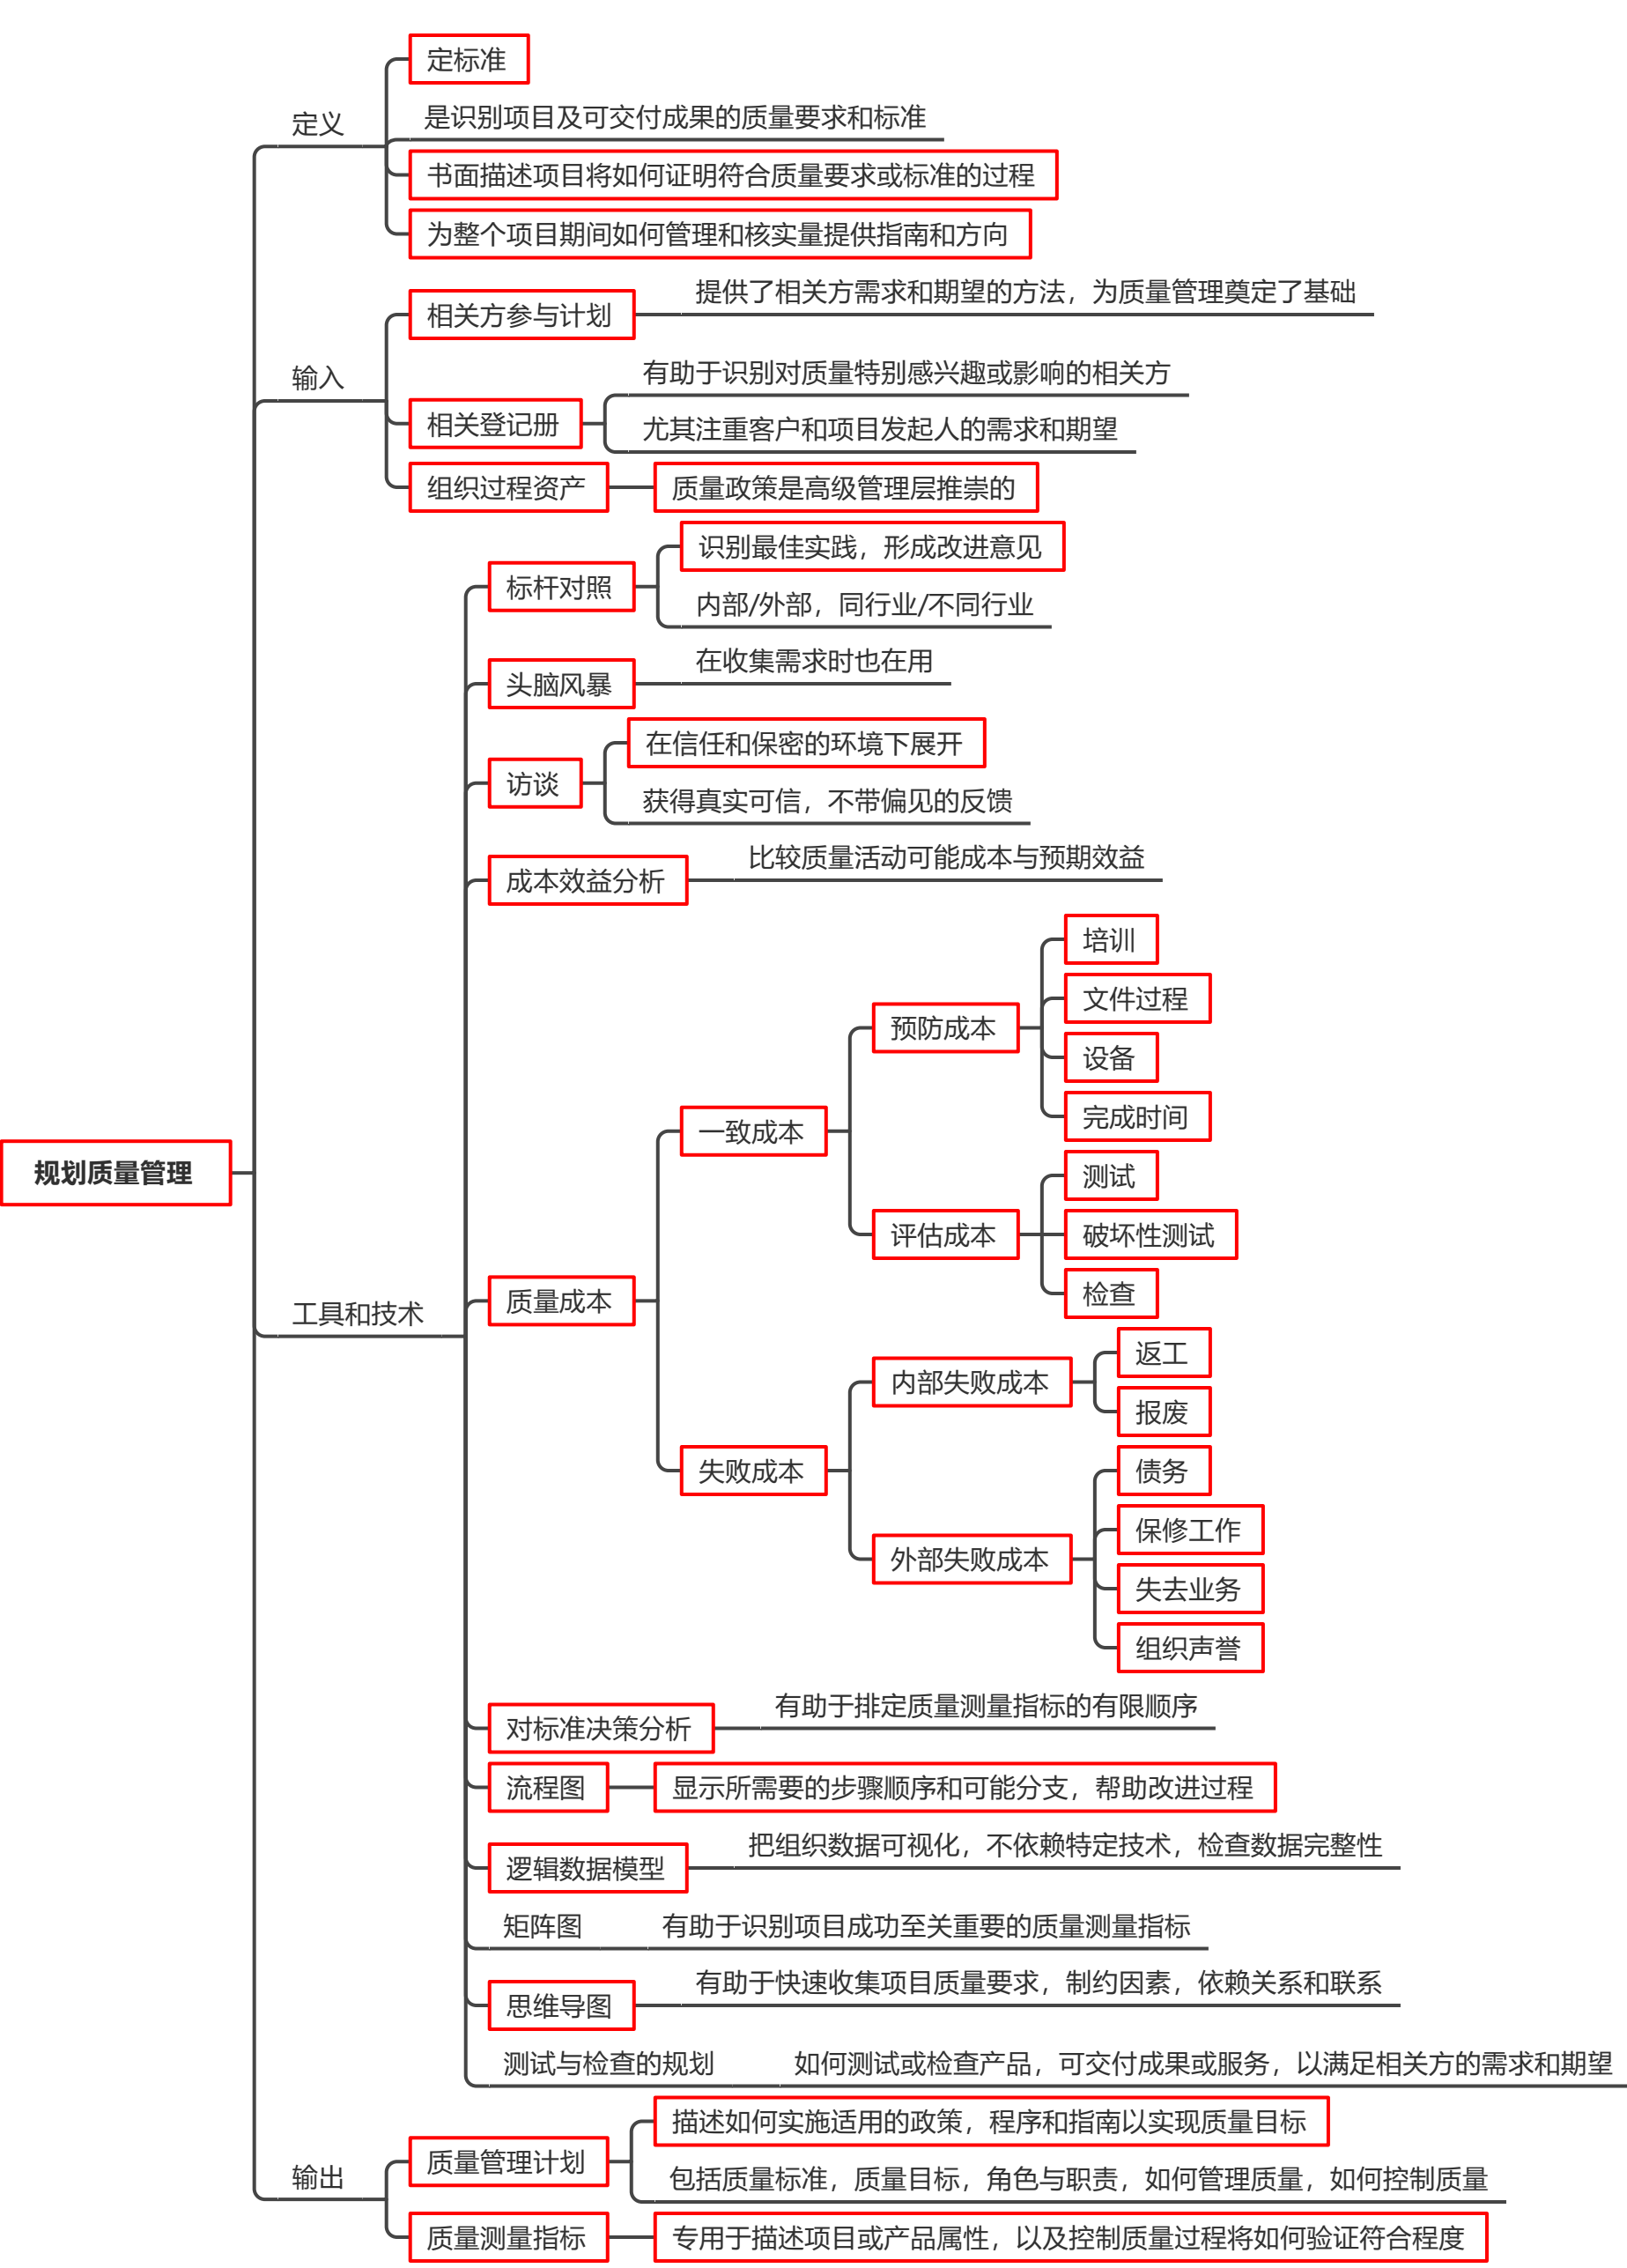 规划质量管理
定义
定标准
是识别项目及可交付成果的质量要求和标准
书面描述项目将如何证明符合质量要求或标准的过程
为整个项目期间如何管理和核实量提供指南和方向
输入
相关方参与计划
提供了相关方需求和期望的方法，为质量管理奠定了基础
相关登记册
有助于识别对质量特别感兴趣或影响的相关方
尤其注重客户和项目发起人的需求和期望
组织过程资产
质量政策是高级管理层推崇的
工具和技术
标杆对照
识别最佳实践，形成改进意见
内部/外部，同行业/不同行业
头脑风暴
在收集需求时也在用
访谈
在信任和保密的环境下展开
获得真实可信，不带偏见的反馈
成本效益分析
比较质量活动可能成本与预期效益
质量成本
一致成本
预防成本
培训
文件过程
设备
完成时间
评估成本
测试
破坏性测试
检查
失败成本
内部失败成本
返工
报废
外部失败成本
债务
保修工作
失去业务
组织声誉
对标准决策分析
有助于排定质量测量指标的有限顺序
流程图
显示所需要的步骤顺序和可能分支，帮助改进过程
逻辑数据模型
把组织数据可视化，不依赖特定技术，检查数据完整性
矩阵图
有助于识别项目成功至关重要的质量测量指标
思维导图
有助于快速收集项目质量要求，制约因素，依赖关系和联系
测试与检查的规划
如何测试或检查产品，可交付成果或服务，以满足相关方的需求和期望
输出
质量管理计划
描述如何实施适用的政策，程序和指南以实现质量目标
包括质量标准，质量目标，角色与职责，如何管理质量，如何控制质量
质量测量指标
专用于描述项目或产品属性，以及控制质量过程将如何验证符合程度